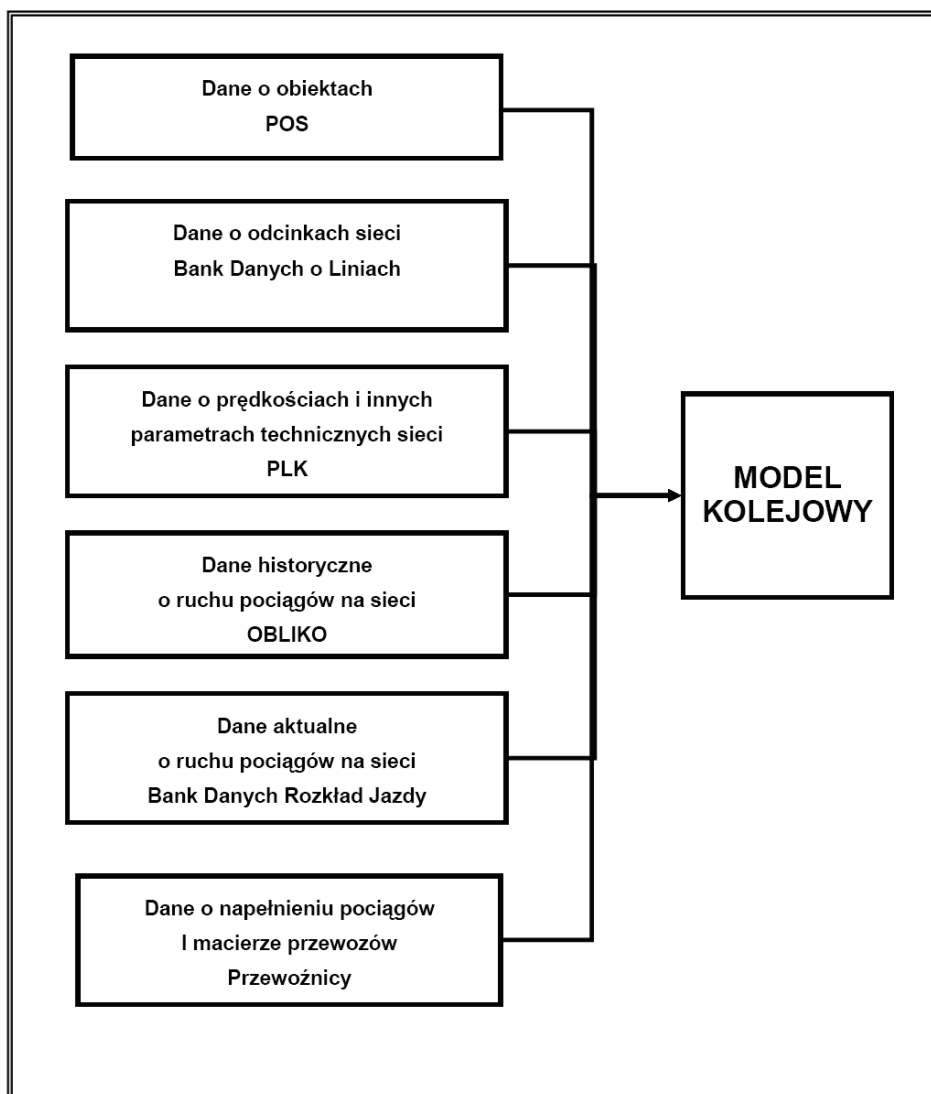 Dane o obiektach
POS
Dane o odcinkach sieci
Bank Danych o Liniach
Dane o prędkościach i innych
parametrach technicznych sieci
PLK
MODEL
KOLEJOWY
Dane historyczne
o ruchu pociągów na sieci
OBLIKO
Dane aktualne
o ruchu pociągów na sieci
Bank Danych Rozkład Jazdy
Dane o napełnieniu pociągów
I macierze przewozów
Przewoźnicy